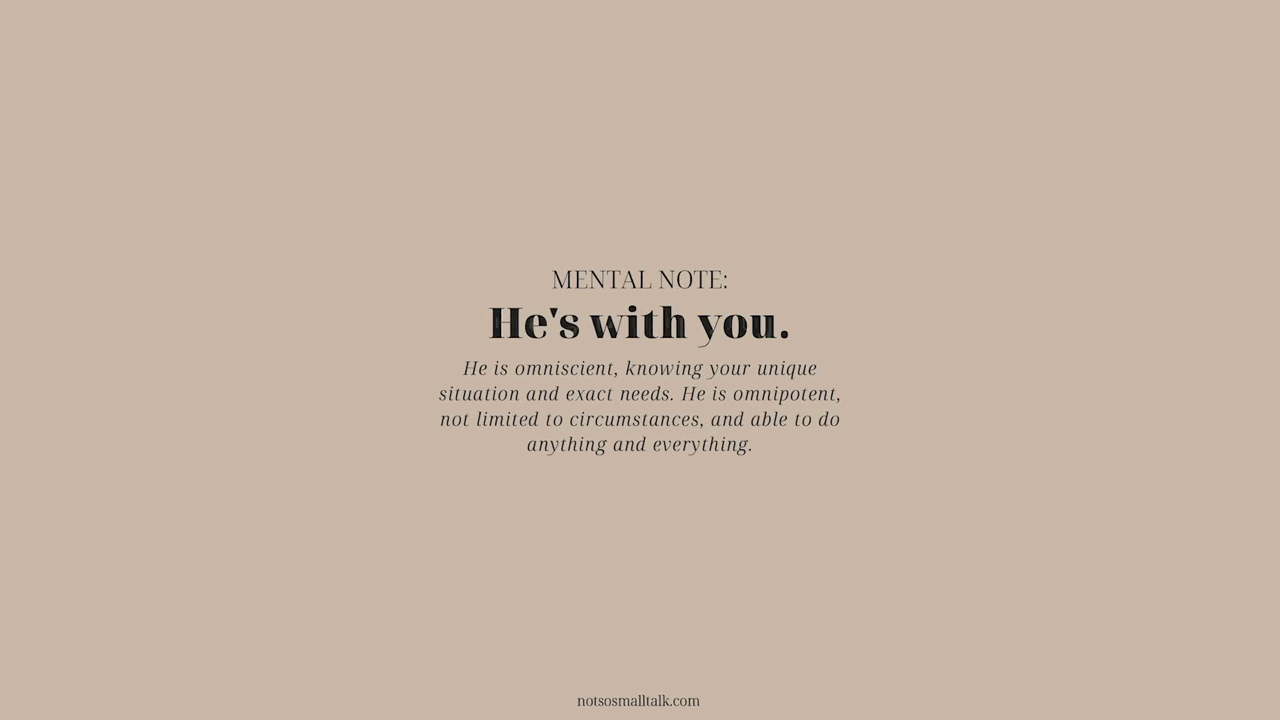 MENTAL NOTE:
He's with you.
He is omniscient, knowing your unique
situation and exact needs. He is omnipotent,
not limited to circumstances, and able to do
anything and everything.
notsosmalltalk.com